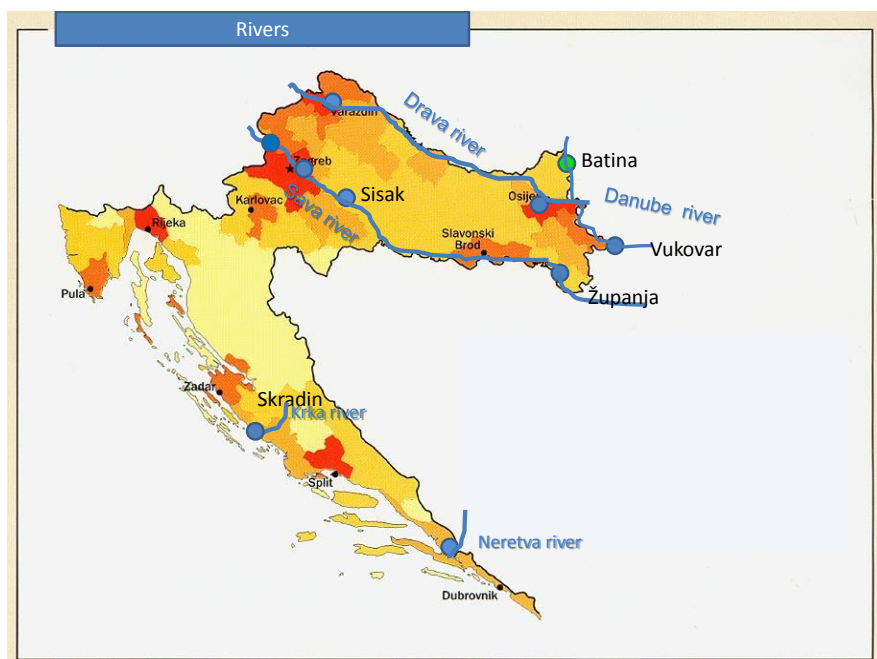 Rivers
Varaždin
Drava river
Batina
Zagreb
Sisak
Sava river
Karlovac
Osijek
Danube river
Rijeka
Slavonski
Brod
Vukovar
Pula
Županja
Zadar
Skradin
Krka river
Split
Neretva river
Dubrovnik